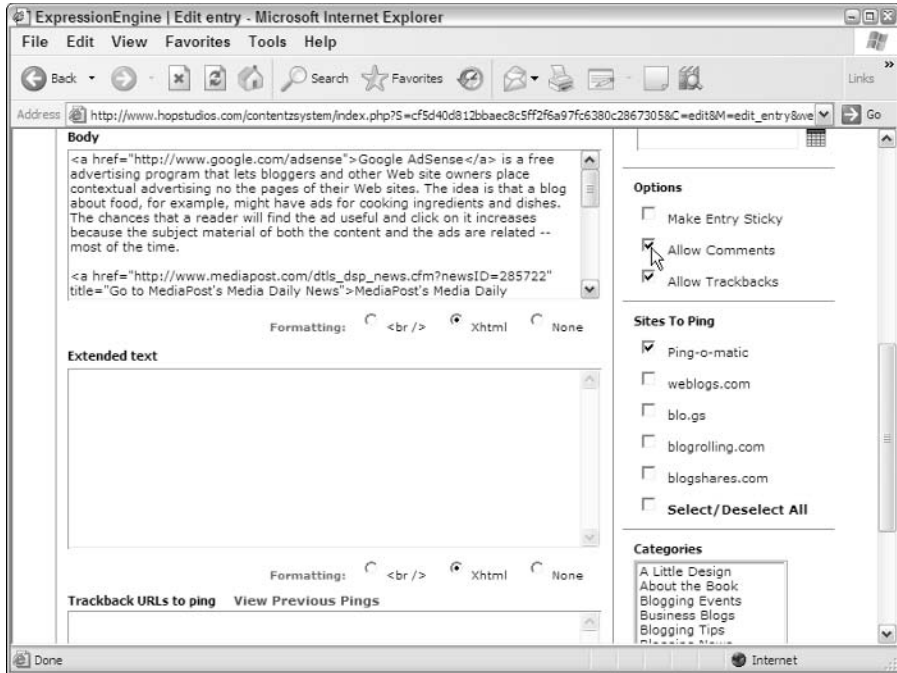 ExpressionEngine | Edit entry - Microsoft Internet Explorer
File Edit View Favorites Tools Help
Back Search Favorites Links »
Address http://www.hopstudios.com/contentzsystem/index.php?S=cf5d40d812bbaec8c5ff2f6a97fc6380c2867305&C=edit&M=edit_entry&we Go
Body
<a href="http://www.google.com/adsense">Google AdSense</a> is a free
advertising program that lets bloggers and other Web site owners place
contextual advertising no the pages of their Web sites. The idea is that a blog
about food, for example, might have ads for cooking ingredients and dishes.
The chances that a reader will find the ad useful and click on it increases
because the subject material of both the content and the ads are related --
most of the time.
<a href="http://www.mediapost.com/dtls_dsp_news.cfm?newsID=285722"
title="Go to MediaPost's Media Daily News">MediaPost's Media Daily
Formatting: <br /> Xhtml None
Extended text
Formatting: <br /> Xhtml None
Trackback URLs to ping View Previous Pings
Options
Make Entry Sticky
Allow Comments
Allow Trackbacks
Sites To Ping
Ping-o-matic
weblogs.com
blo.gs
blogrolling.com
blogshares.com
Select/Deselect All
Categories
A Little Design
About the Book
Blogging Events
Business Blogs
Blogging Tips
Done Internet